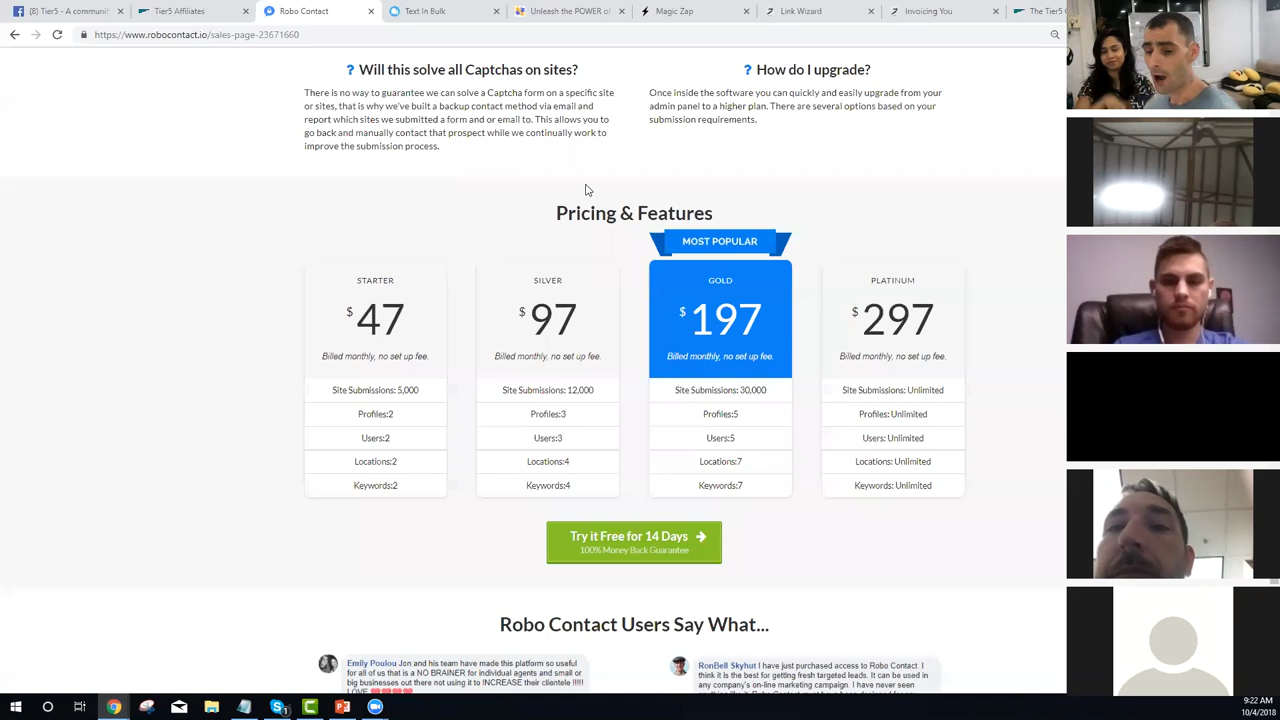 (8) Tier5 - A communit
Tier5 Affiliates
Robo Contact
Text In Bulk
Unleash the POWER of
Magic Zap
Link Wizard
Invoicing You
The Tier5 C
https://www.robocontact.io/sales-page-23671660
? Will this solve all Captchas on sites?
There is no way to guarantee we can solve a Captcha form on a specific site
or sites, that is why we've built a backup contact method via email and
report which sites we submitted a form and or email to. This allows you to
go back and manually contact that prospect while we continually work to
improve the submission process.
? How do I upgrade?
Once inside the software you can quickly and easily upgrade from your
admin panel to a higher plan. There are several options based on your
submission requirements.
Pricing & Features
MOST POPULAR
STARTER
$ 47
Billed monthly, no set up fee.
Site Submissions: 5,000
Profiles:2
Users:2
Locations:2
Keywords:2
SILVER
$ 97
Billed monthly, no set up fee.
Site Submissions: 12,000
Profiles:3
Users:3
Locations:4
Keywords:4
GOLD
$ 197
Billed monthly, no set up fee.
Site Submissions: 30,000
Profiles:5
Users:5
Locations:7
Keywords:7
PLATINUM
$ 297
Billed monthly, no set up fee.
Site Submissions: Unlimited
Profiles: Unlimited
Users: Unlimited
Locations: Unlimited
Keywords: Unlimited
Try it Free for 14 Days
100% Money Back Guarantee
Robo Contact Users Say What...
Emily Poulou Jon and his team have made this platform so useful
for all of us that is a NO BRAINER for individual agents and small or
big businesses out there not using it to INCREASE their clientele !!!!!
LOVE
RonBell Skyhut I have just purchased access to Robo Contact. I
think it is the best for getting fresh targeted leads. It can be used
in any company's on-line marketing campaign. I have never seen
9:22 AM
10/4/2018